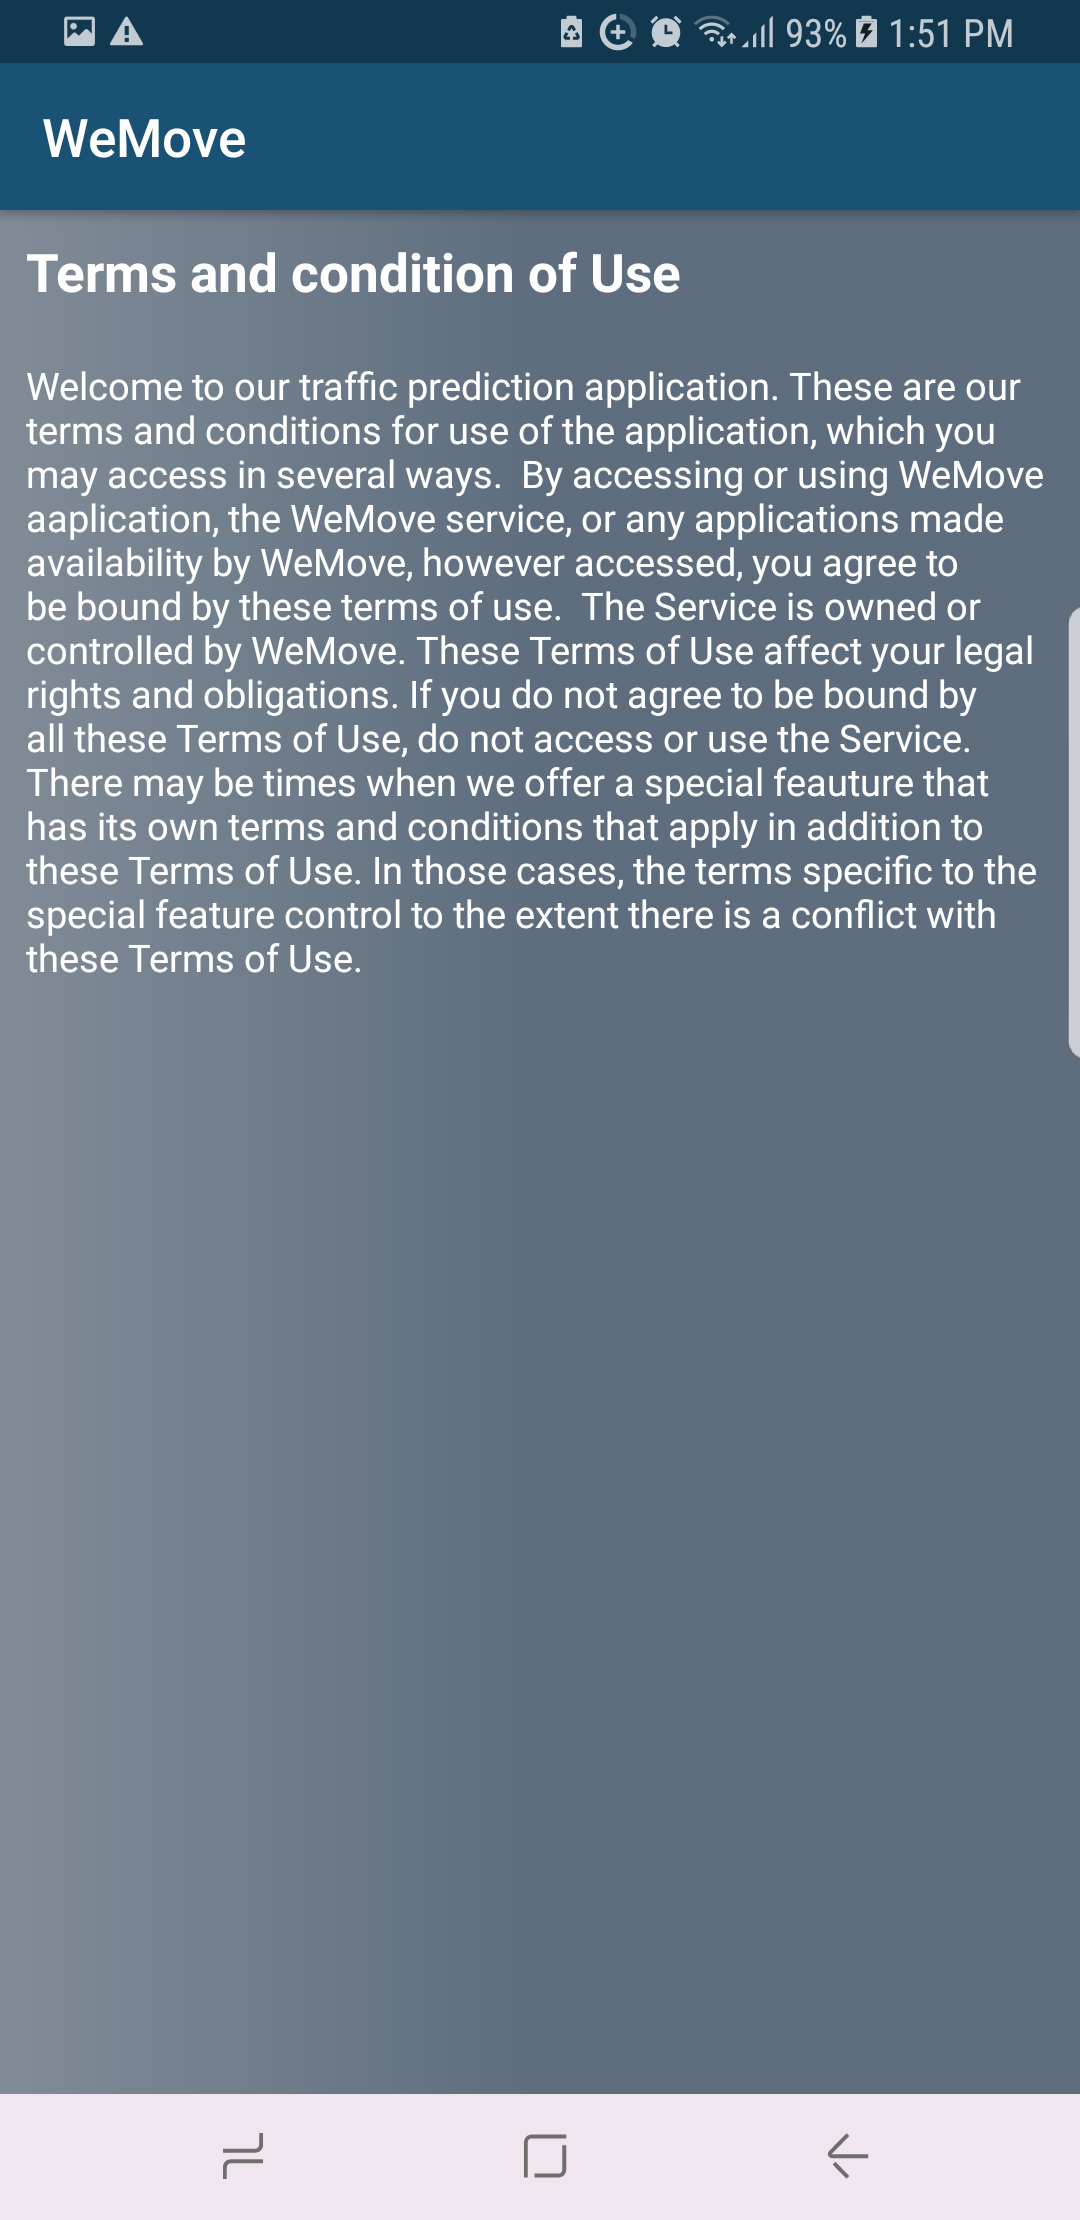 93% 1:51 PM
WeMove
Terms and condition of Use
Welcome to our traffic prediction application. These are our
terms and conditions for use of the application, which you
may access in several ways.  By accessing or using WeMove
aaplication, the WeMove service, or any applications made
availability by WeMove, however accessed, you agree to
be bound by these terms of use.  The Service is owned or
controlled by WeMove. These Terms of Use affect your legal
rights and obligations. If you do not agree to be bound by
all these Terms of Use, do not access or use the Service.
There may be times when we offer a special feauture that
has its own terms and conditions that apply in addition to
these Terms of Use. In those cases, the terms specific to the
special feature control to the extent there is a conflict with
these Terms of Use.